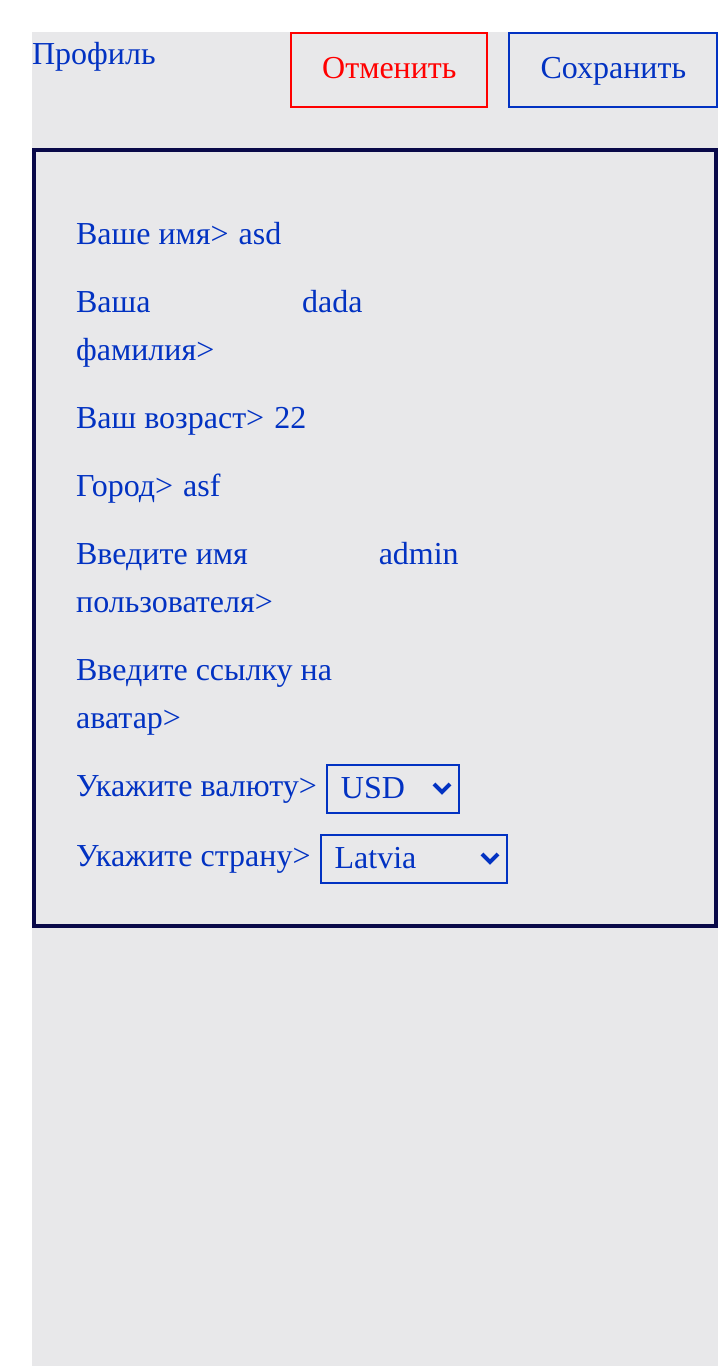 Профиль Отменить Сохранить
Ваше имя> asd
Ваша dada
фамилия>
Ваш возраст> 22
Город> asf
Введите имя admin
пользователя>
Введите ссылку на
аватар>
Укажите валюту> USD
Укажите страну> Latvia